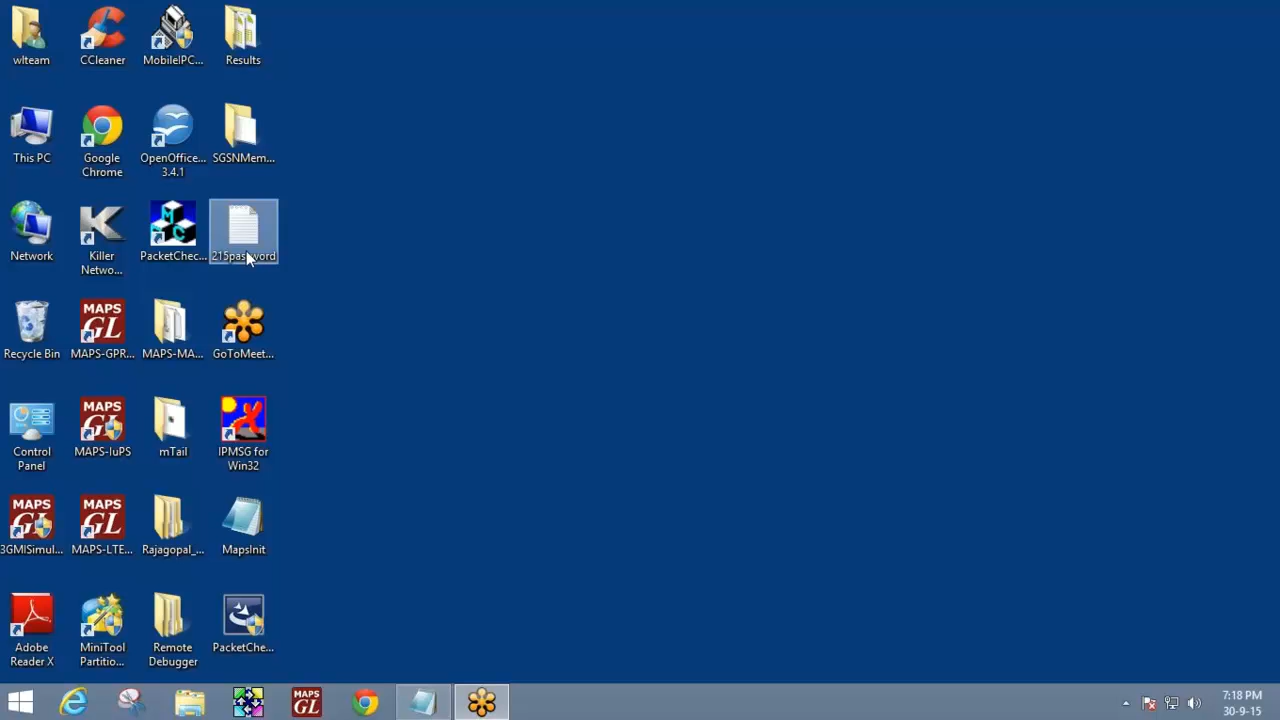 wlteam
CCleaner
MobileIPC...
Results
This PC
Google
Chrome
OpenOffice...
3.4.1
SGSNMem...
Network
Killer
Netwo...
PacketChec...
215password
Recycle Bin
MAPS
GL
MAPS-GPR...
MAPS-MA...
GoToMeet...
Control
Panel
MAPS
GL
MAPS-IuPS
mTail
IPMSG for
Win32
MAPS
GL
3GMISimul...
MAPS
GL
MAPS-LTE...
Rajagopal_...
MapsInit
Adobe
Reader X
MiniTool
Partitio...
Remote
Debugger
PacketChe...
MAPS
GL
7:18 PM
30-9-15